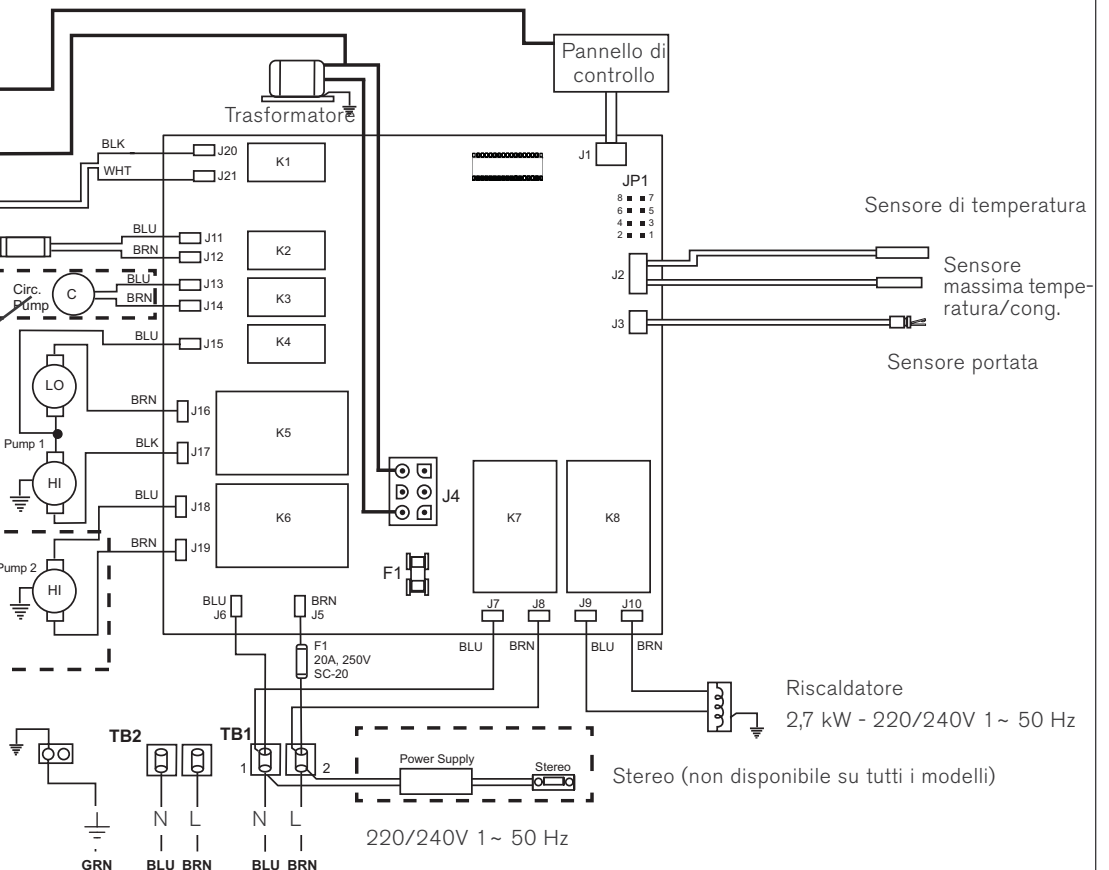 Pannello di
controllo
Trasformatore
BLK
J20
K1
J1
WHT
J21
JP1
8 7
6 5
4 3
2 1
Sensore di temperatura
BLU
J11
BRN
J12
K2
J2
Sensore
massima tempe-
ratura/cong.
Circ.
Pump
C
BLU
J13
BRN
J14
K3
J3
BLU
J15
K4
Sensore portata
LO
BRN
J16
K5
Pump 1
BLK
J17
HI
BLU
J18
K6
J4
K7
K8
BRN
J19
Pump 2
HI
F1
BLU
J6
BRN
J5
J7
J8
J9
J10
F1
20A, 250V
SC-20
BLU
BRN
BLU
BRN
Riscaldatore
2,7 kW - 220/240V 1~ 50 Hz
TB2
TB1
1
2
Power Supply
Stereo
Stereo (non disponibile su tutti i modelli)
N
L
N
L
220/240V 1~ 50 Hz
GRN
BLU
BRN
BLU
BRN